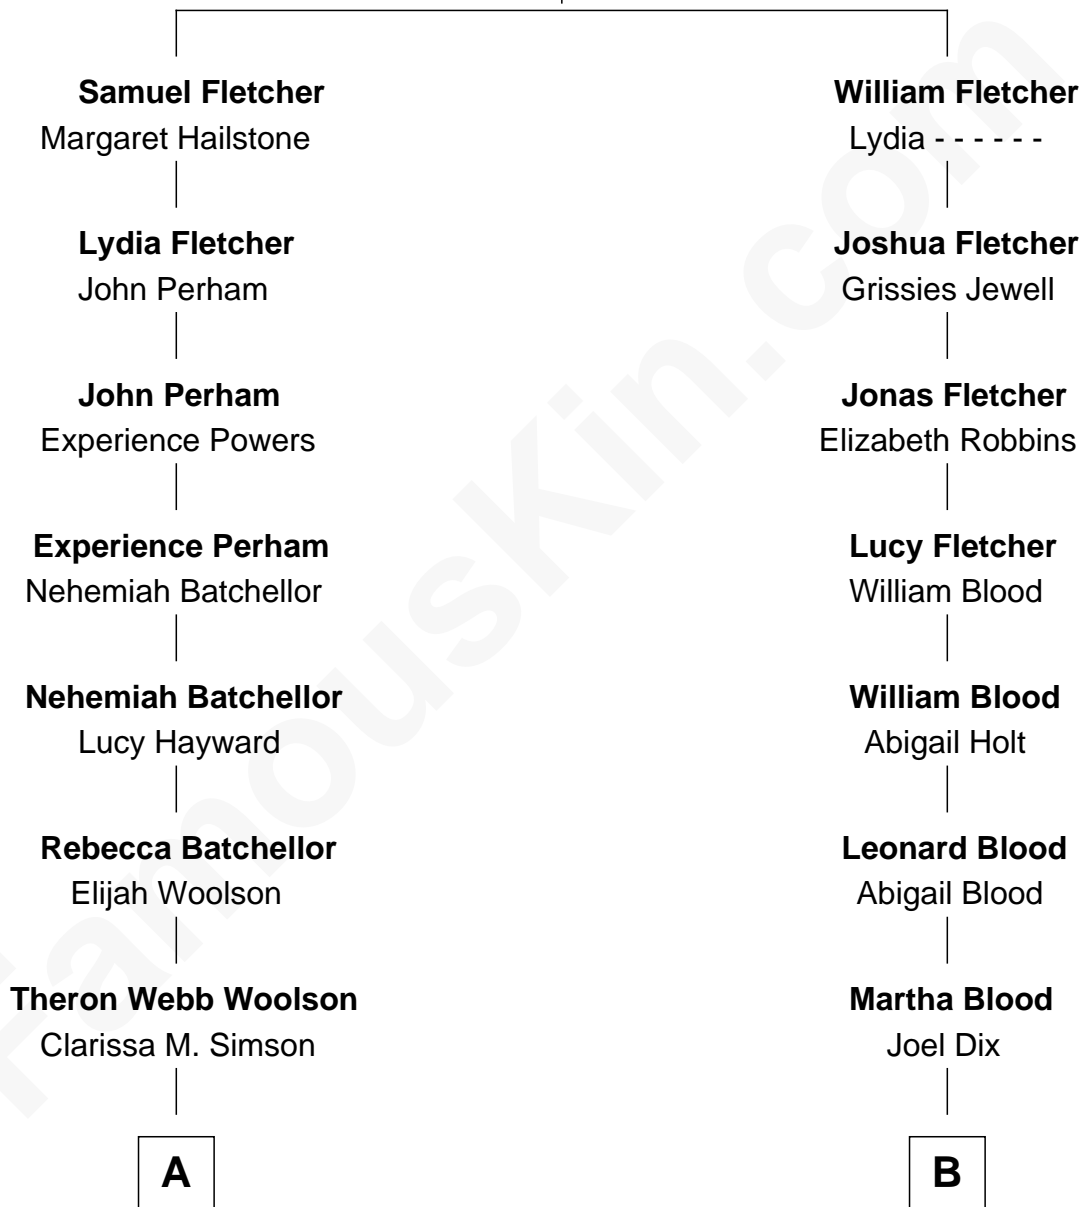 Samuel Fletcher
Margaret Hailstone
Lydia Fletcher
John Perham
John Perham
Experience Powers
Experience Perham
Nehemiah Batchellor
Nehemiah Batchellor
Lucy Hayward
Rebecca Batchellor
Elijah Woolson
Theron Webb Woolson
Clarissa M. Simson
A
William Fletcher
Lydia - - - - - -
Joshua Fletcher
Grissies Jewell
Jonas Fletcher
Elizabeth Robbins
Lucy Fletcher
William Blood
William Blood
Abigail Holt
Leonard Blood
Abigail Blood
Martha Blood
Joel Dix
B
FamousKin.com